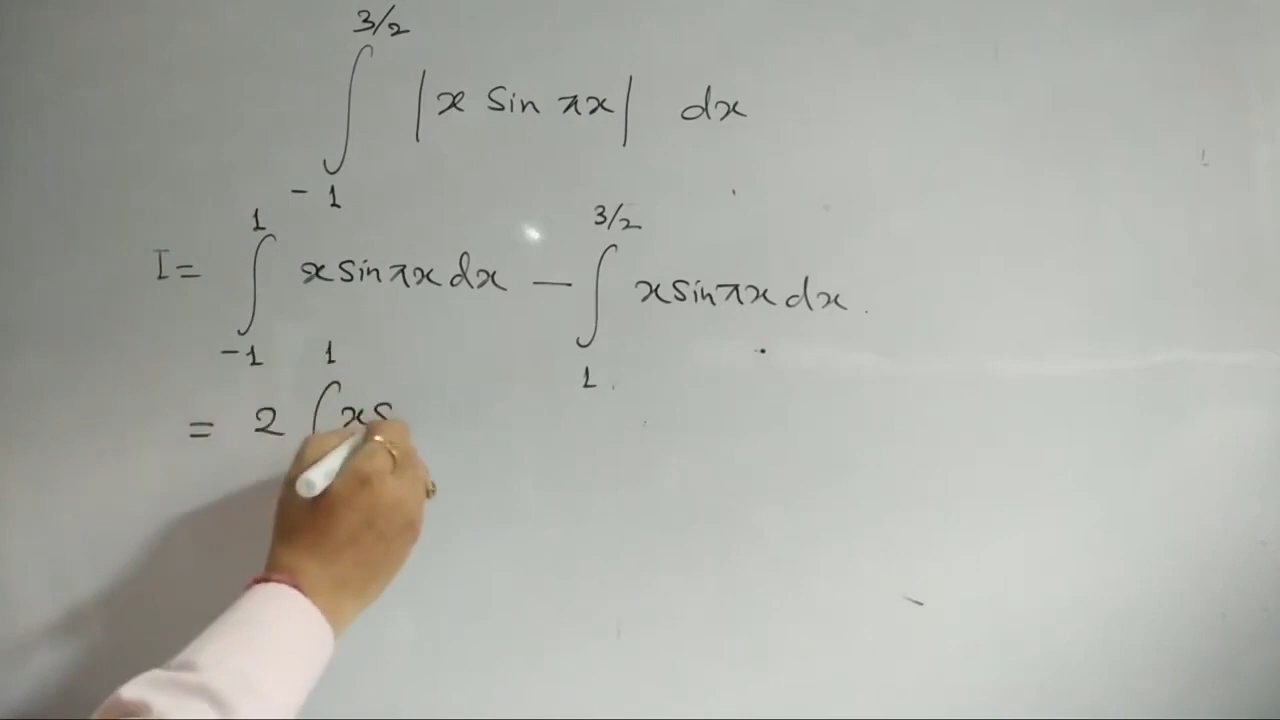 ∫_{-1}^{3/2} |x sin πx| dx
I = ∫_{-1}^{1} x sin πx dx − ∫_{1}^{3/2} x sin πx dx.
= 2 ∫^{1} x s